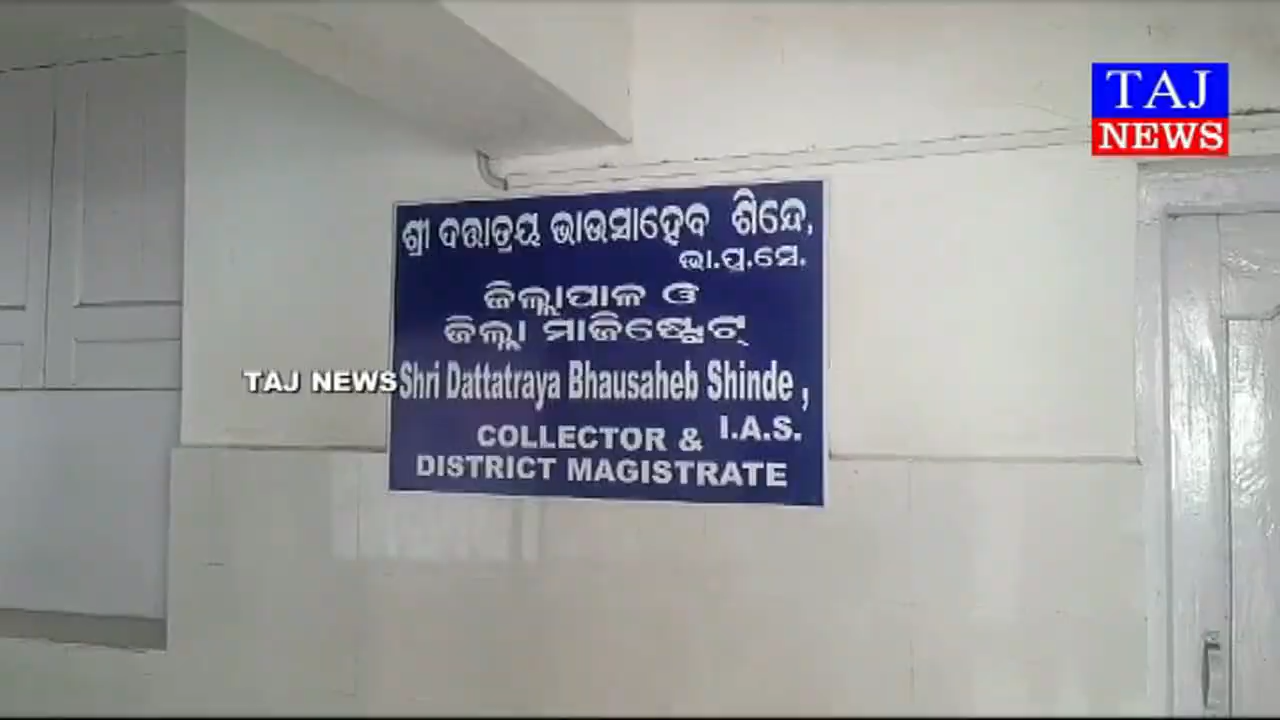 TAJ
NEWS
ଶ୍ରୀ ଦତ୍ତାତ୍ରୟ ଭାଉସାହେବ ଶିନ୍ଦେ,
ଭା.ପ୍ର.ସେ.
ଜିଲ୍ଲାପାଳ ଓ
ଜିଲ୍ଲା ମାଜିଷ୍ଟ୍ରେଟ୍
TAJ NEWS
Shri Dattatraya Bhausaheb Shinde ,
I.A.S.
COLLECTOR &
DISTRICT MAGISTRATE